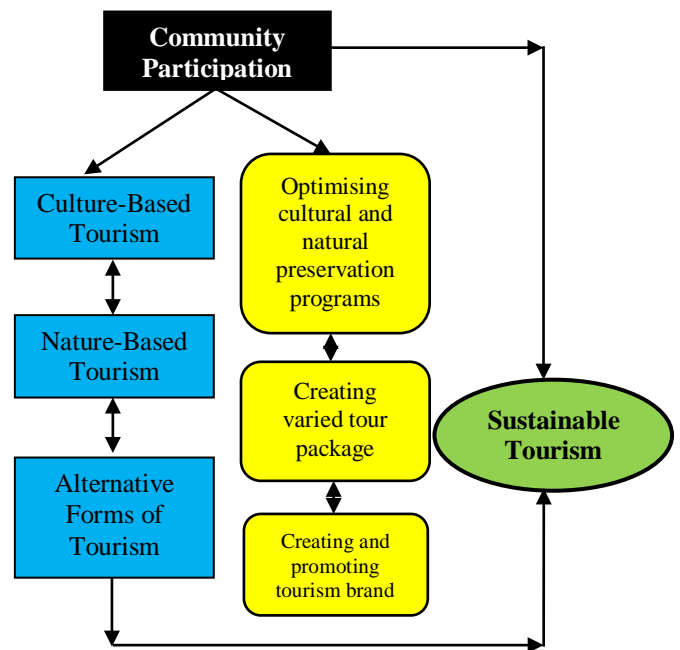 Community
Participation
Culture-Based
Tourism
Nature-Based
Tourism
Alternative
Forms of
Tourism
Optimising
cultural and
natural
preservation
programs
Creating
varied tour
package
Creating and
promoting
tourism brand
Sustainable
Tourism